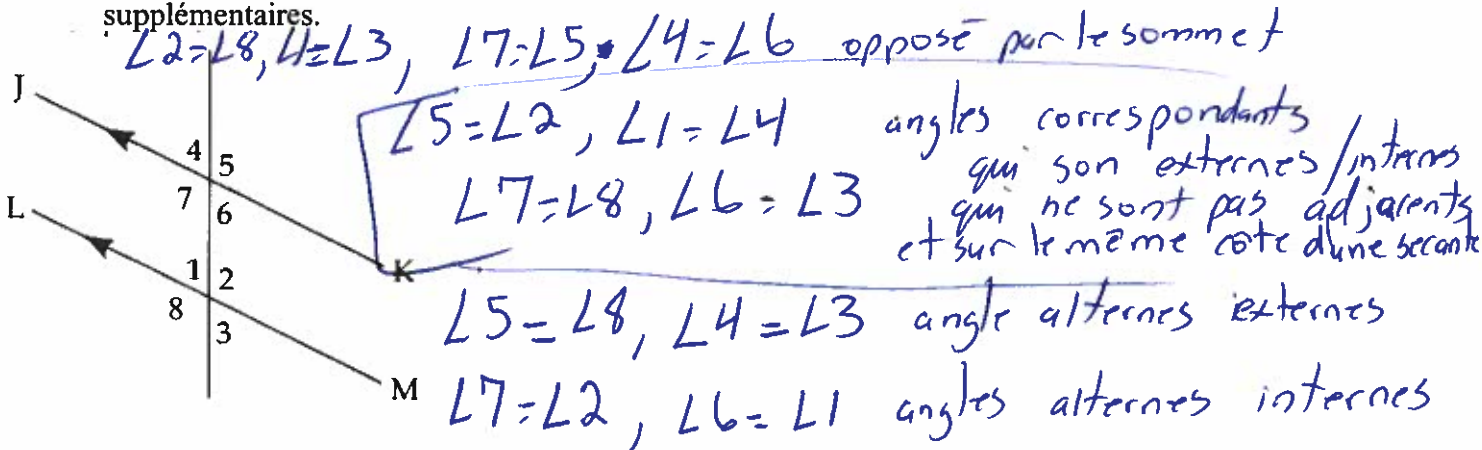 supplémentaires.
∠2=∠8, ∠1=∠3, ∠7=∠5, ∠4=∠6 opposé par le sommet
J
∠5=∠2, ∠1=∠4 angles correspondants
qui son externes/interns
4 5
7 6
∠7=∠8, ∠6=∠3 qui ne sont pas adjacents
L
et sur le même côte d'une secante
K
1 2
8 3
∠5=∠8, ∠4=∠3 angle alternes externes
M
∠7=∠2, ∠6=∠1 angles alternes internes